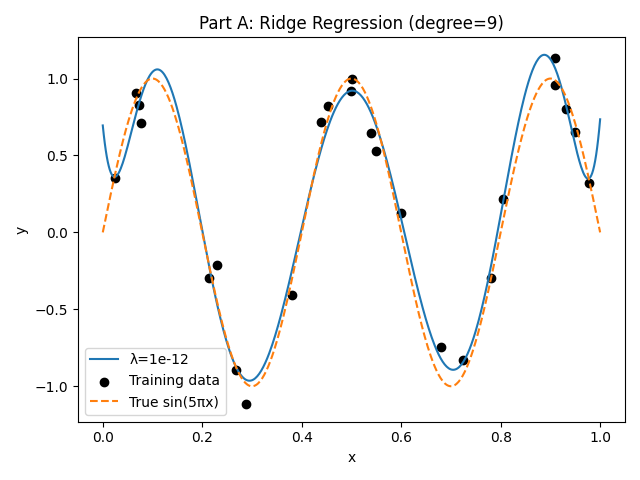 Part A: Ridge Regression (degree=9)
y
1.0
0.5
0.0
−0.5
−1.0
λ=1e-12
Training data
True sin(5πx)
0.0 0.2 0.4 0.6 0.8 1.0
x